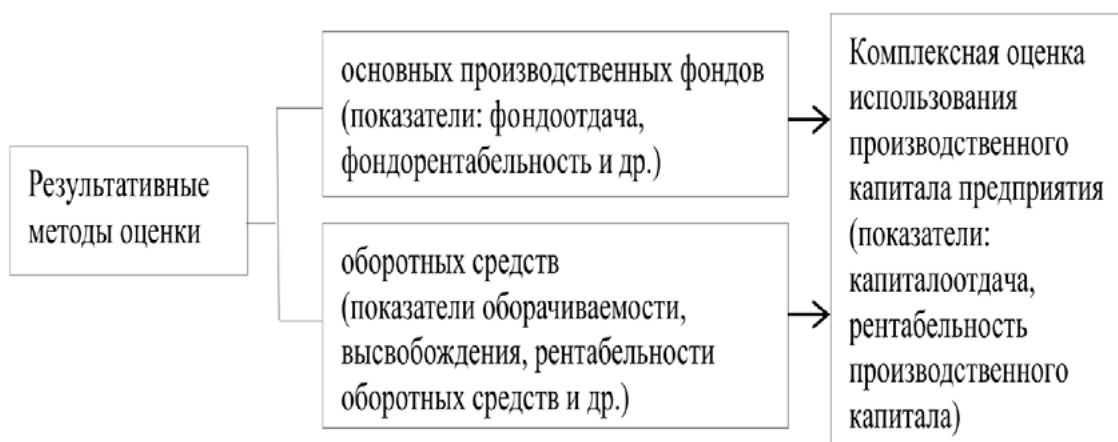 Результативные
методы оценки
основных производственных фондов
(показатели: фондоотдача,
фондорентабельность и др.)
оборотных средств
(показатели оборачиваемости,
высвобождения, рентабельности
оборотных средств и др.)
Комплексная оценка
использования
производственного
капитала предприятия
(показатели:
капиталоотдача,
рентабельность
производственного
капитала)